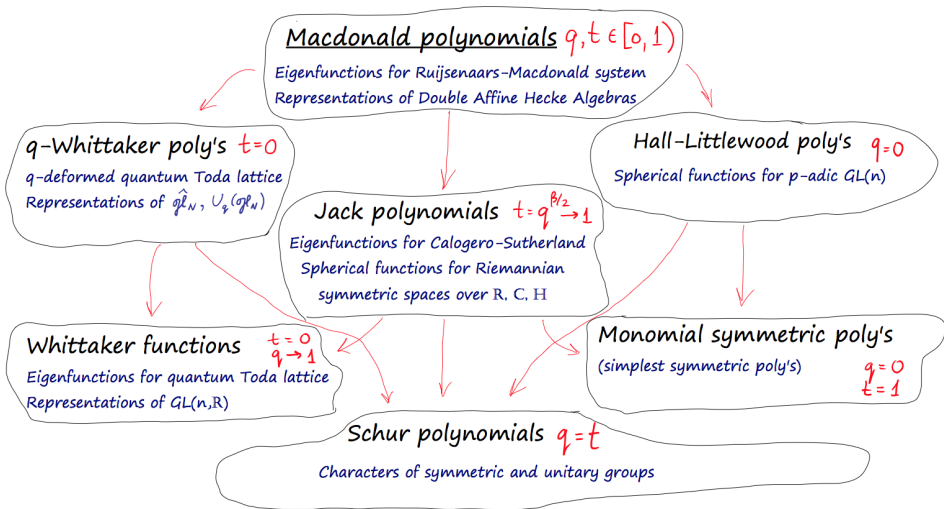 Macdonald polynomials q,t ∈ [0,1)
Eigenfunctions for Ruijsenaars-Macdonald system
Representations of Double Affine Hecke Algebras
q-Whittaker poly's t=0
q-deformed quantum Toda lattice
Representations of ĝl_N, U_q(gl_N)
Hall-Littlewood poly's q=0
Spherical functions for p-adic GL(n)
Jack polynomials t=q^{β/2}→1
Eigenfunctions for Calogero-Sutherland
Spherical functions for Riemannian
symmetric spaces over R, C, H
Whittaker functions t=0
q→1
Eigenfunctions for quantum Toda lattice
Representations of GL(n,R)
Monomial symmetric poly's
(simplest symmetric poly's) q=0
t=1
Schur polynomials q=t
Characters of symmetric and unitary groups